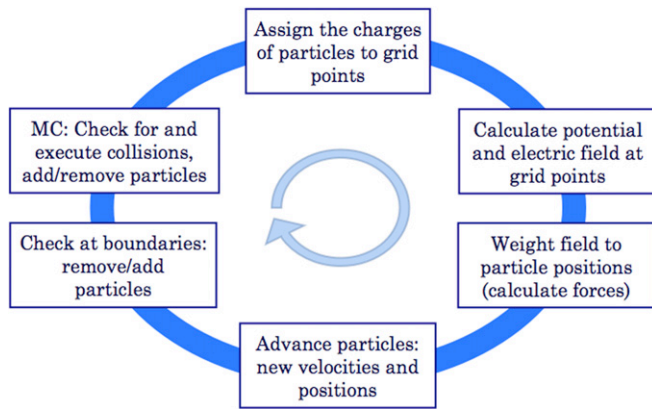 Assign the charges
of particles to grid
points
Calculate potential
and electric field at
grid points
Weight field to
particle positions
(calculate forces)
Advance particles:
new velocities and
positions
Check at boundaries:
remove/add
particles
MC: Check for and
execute collisions,
add/remove particles